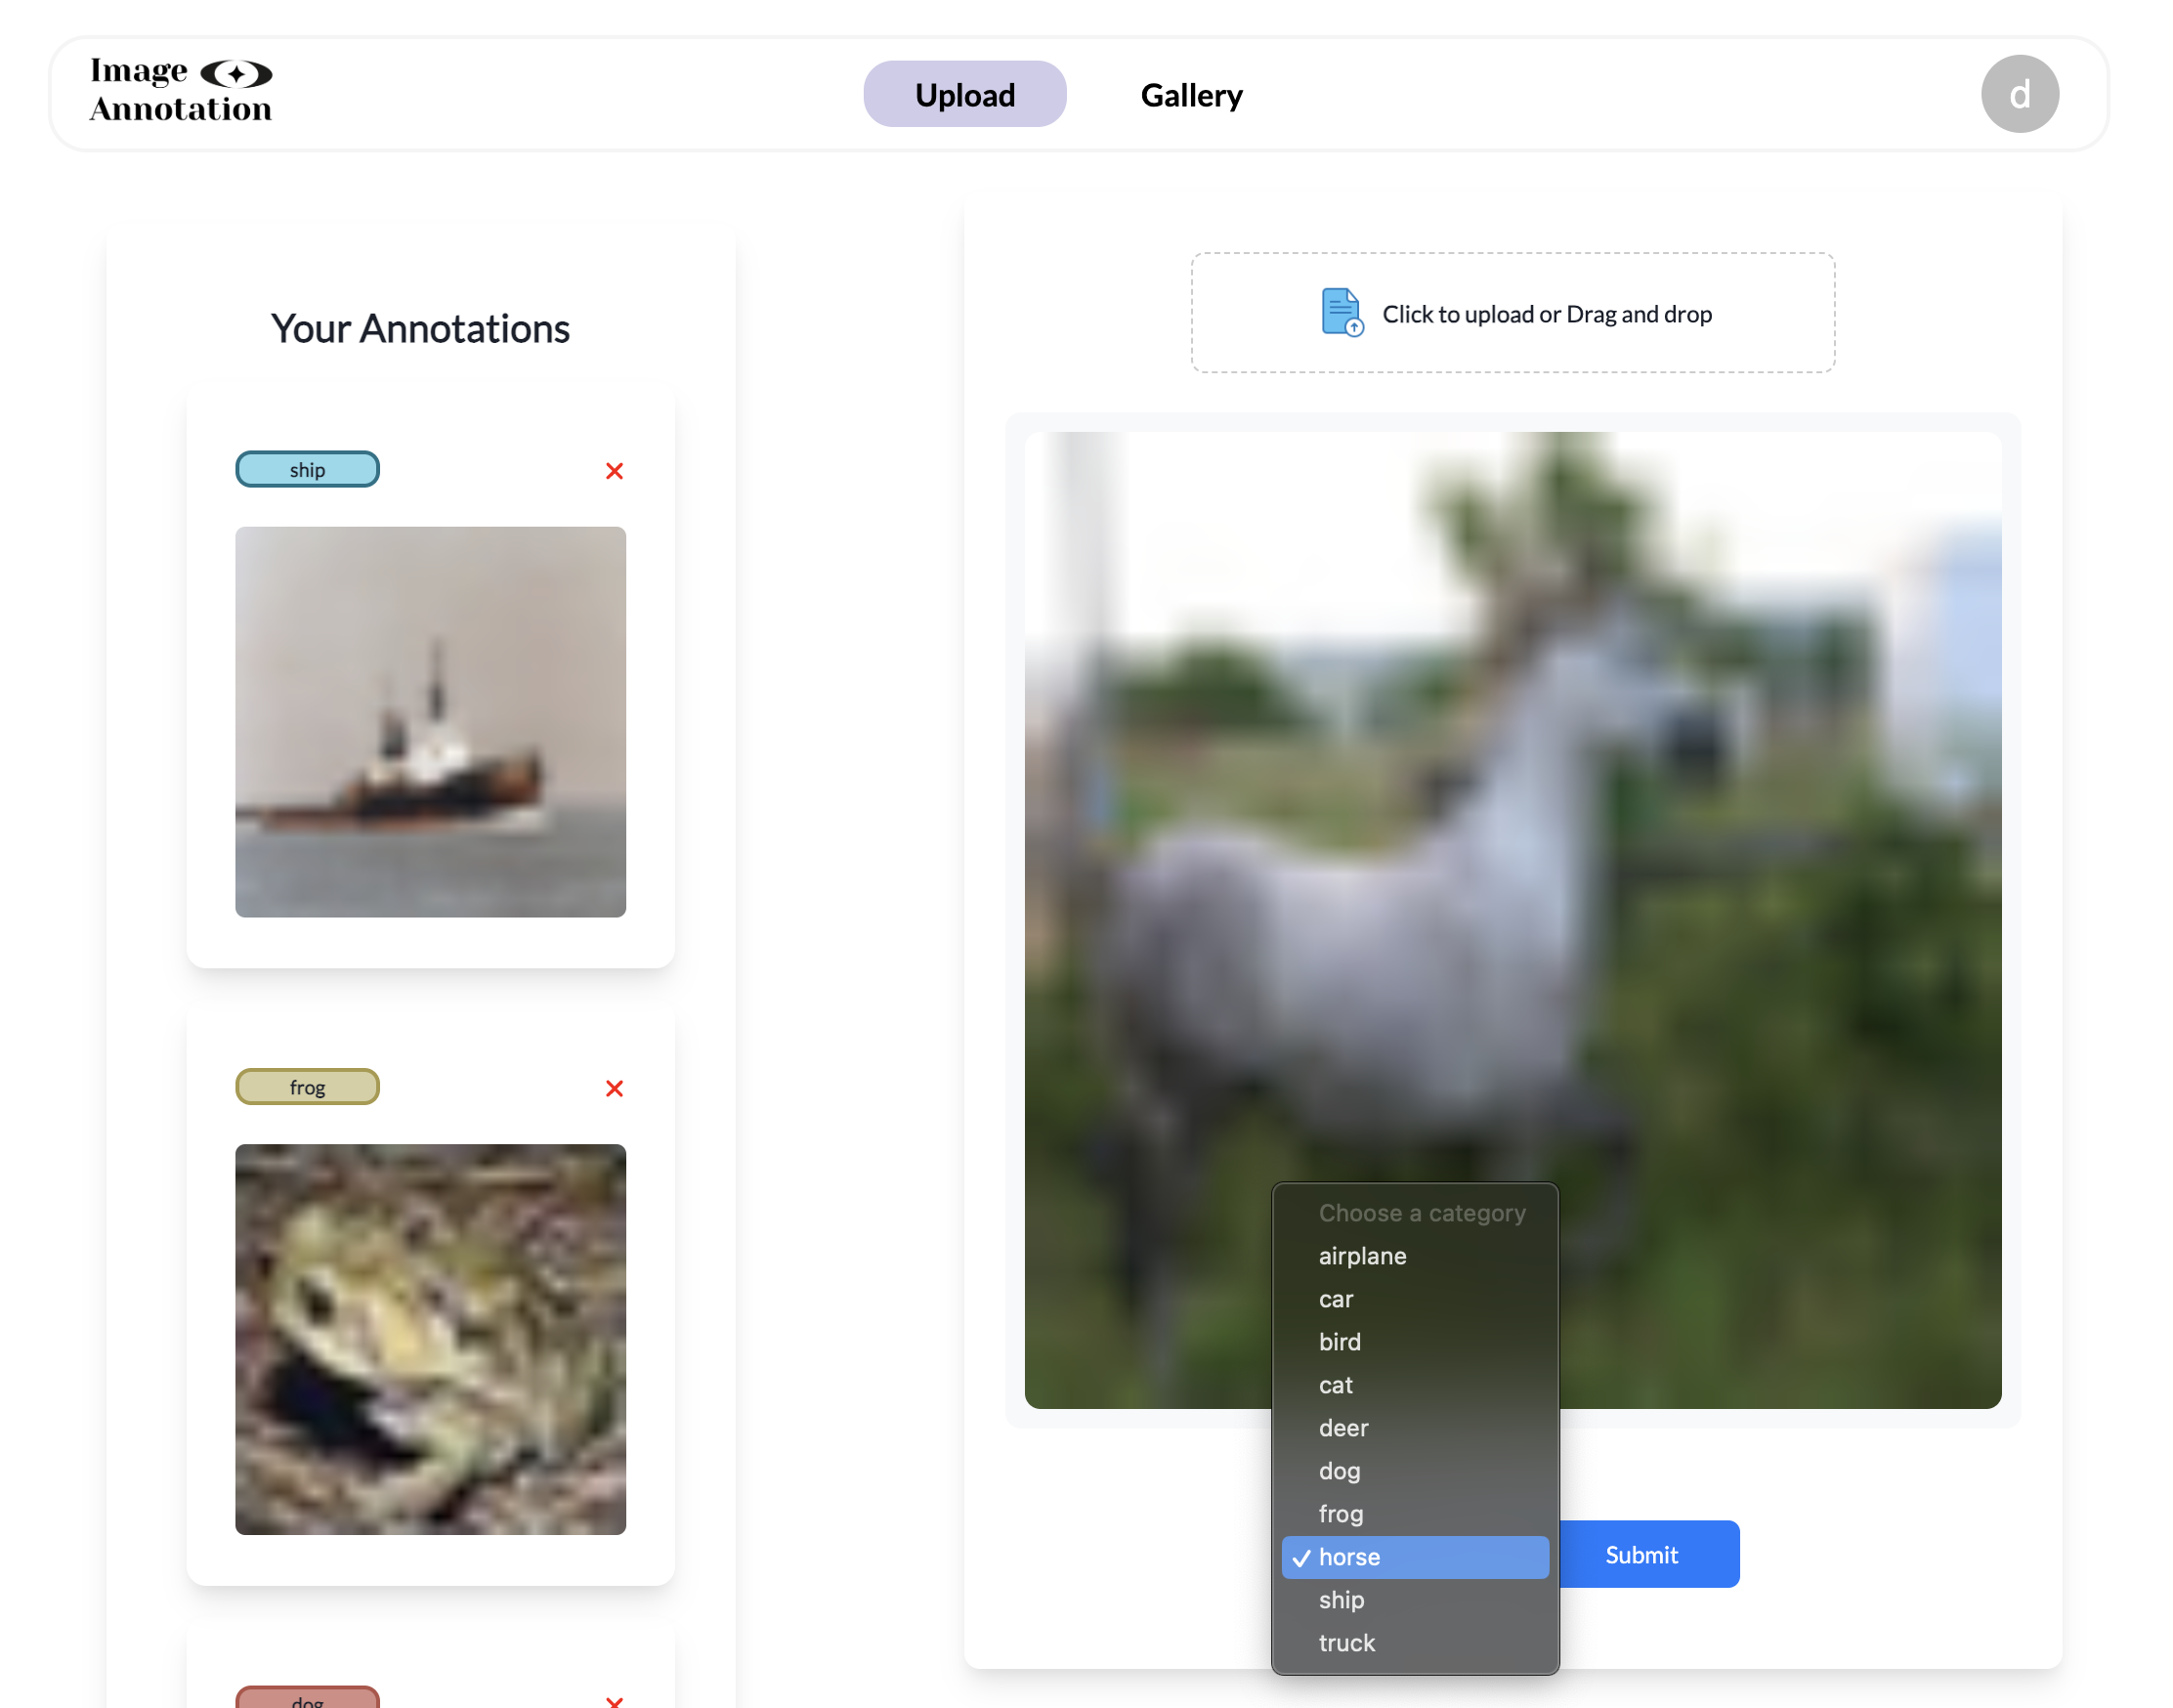 Image
Annotation
Upload
Gallery
d
Your Annotations
ship
frog
dog
Click to upload or Drag and drop
Choose a category
airplane
car
bird
cat
deer
dog
frog
horse
ship
truck
Submit